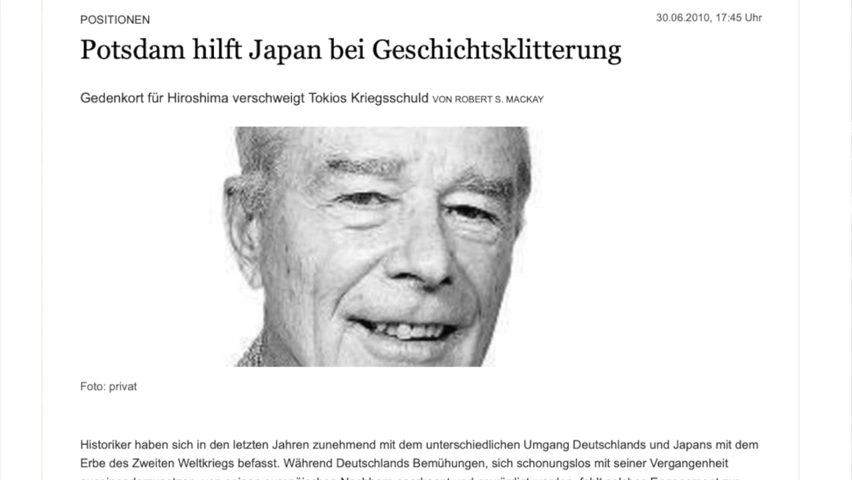 POSITIONEN
30.06.2010, 17:45 Uhr
Potsdam hilft Japan bei Geschichtsklitterung
Gedenkort für Hiroshima verschweigt Tokios Kriegsschuld VON ROBERT S. MACKAY
Foto: privat
Historiker haben sich in den letzten Jahren zunehmend mit dem unterschiedlichen Umgang Deutschlands und Japans mit dem
Erbe des Zweiten Weltkriegs befasst. Während Deutschlands Bemühungen, sich schonungslos mit seiner Vergangenheit